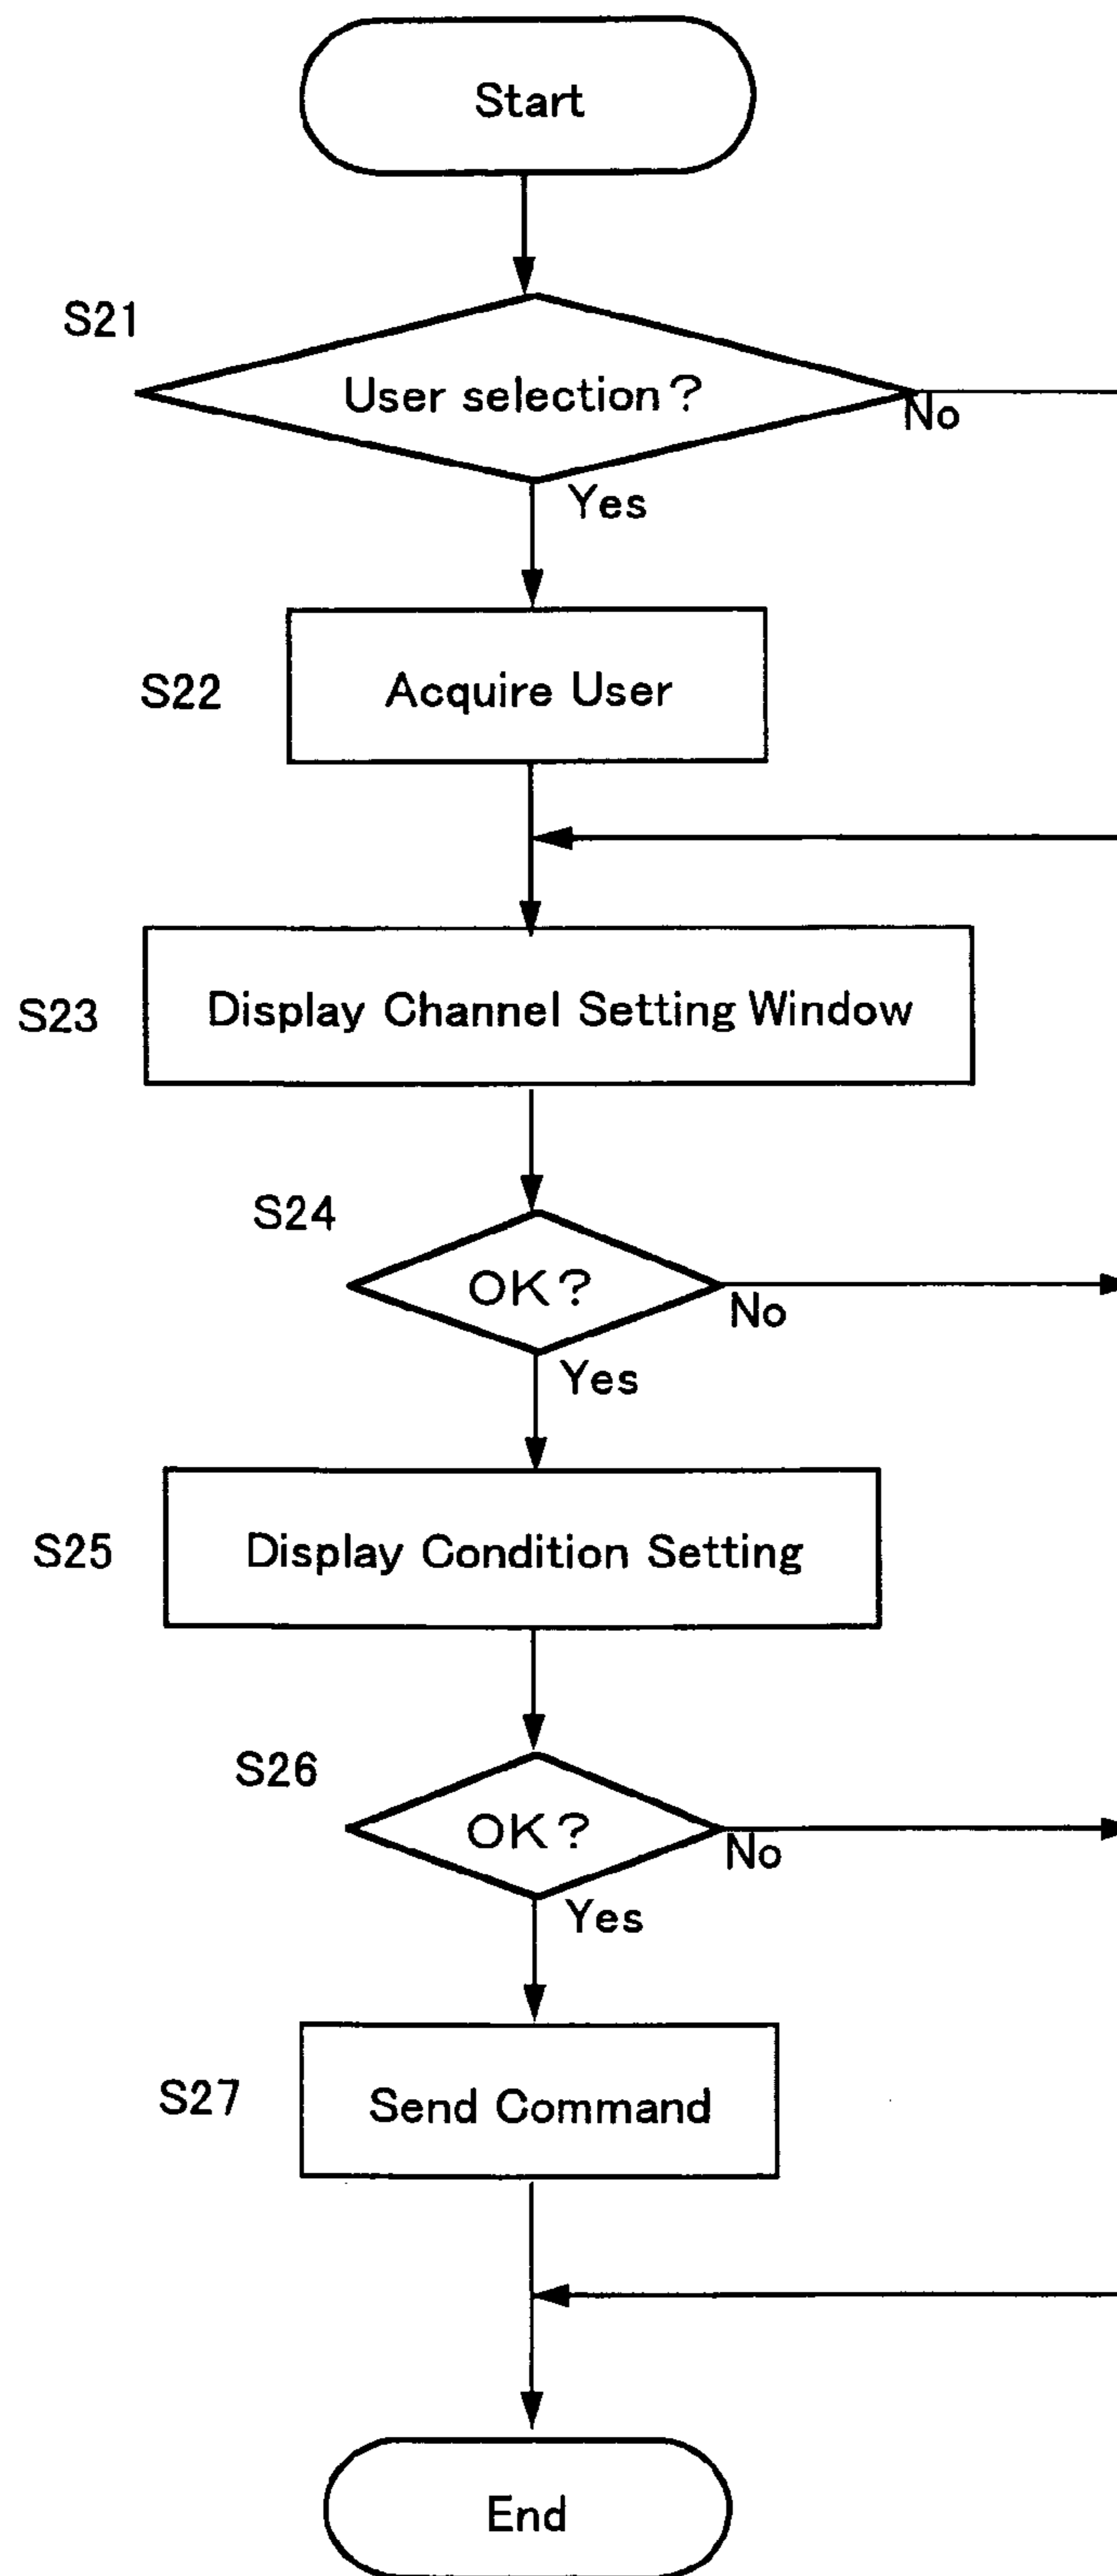 Start
S21
User selection?
No
Yes
S22
Acquire User
S23
Display Channel Setting Window
S24
OK?
No
Yes
S25
Display Condition Setting
S26
OK?
No
Yes
S27
Send Command
End